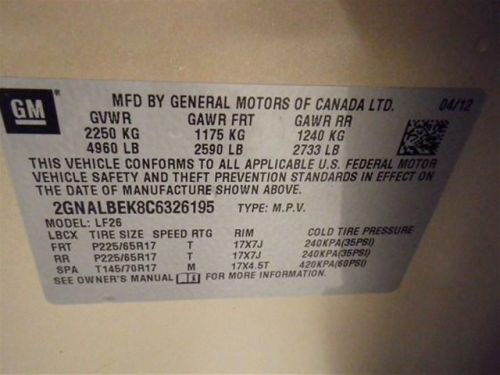 GM
MFD BY GENERAL MOTORS OF CANADA LTD. 04/12
GVWR GAWR FRT GAWR RR
2250 KG 1175 KG 1240 KG
4960 LB 2590 LB 2733 LB
THIS VEHICLE CONFORMS TO ALL APPLICABLE U.S. FEDERAL MOTOR
VEHICLE SAFETY AND THEFT PREVENTION STANDARDS IN EFFECT ON
THE DATE OF MANUFACTURE SHOWN ABOVE.
2GNALBEK8C6326195 TYPE: M.P.V.
MODEL: LF26
LBCX TIRE SIZE SPEED RTG RIM COLD TIRE PRESSURE
FRT P225/65R17 T 17X7J 240KPA(35PSI)
RR P225/65R17 T 17X7J 240KPA(35PSI)
SPA T145/70R17 M 17X4.5T 420KPA(60PSI)
SEE OWNER'S MANUAL FOR MORE INFORMATION.